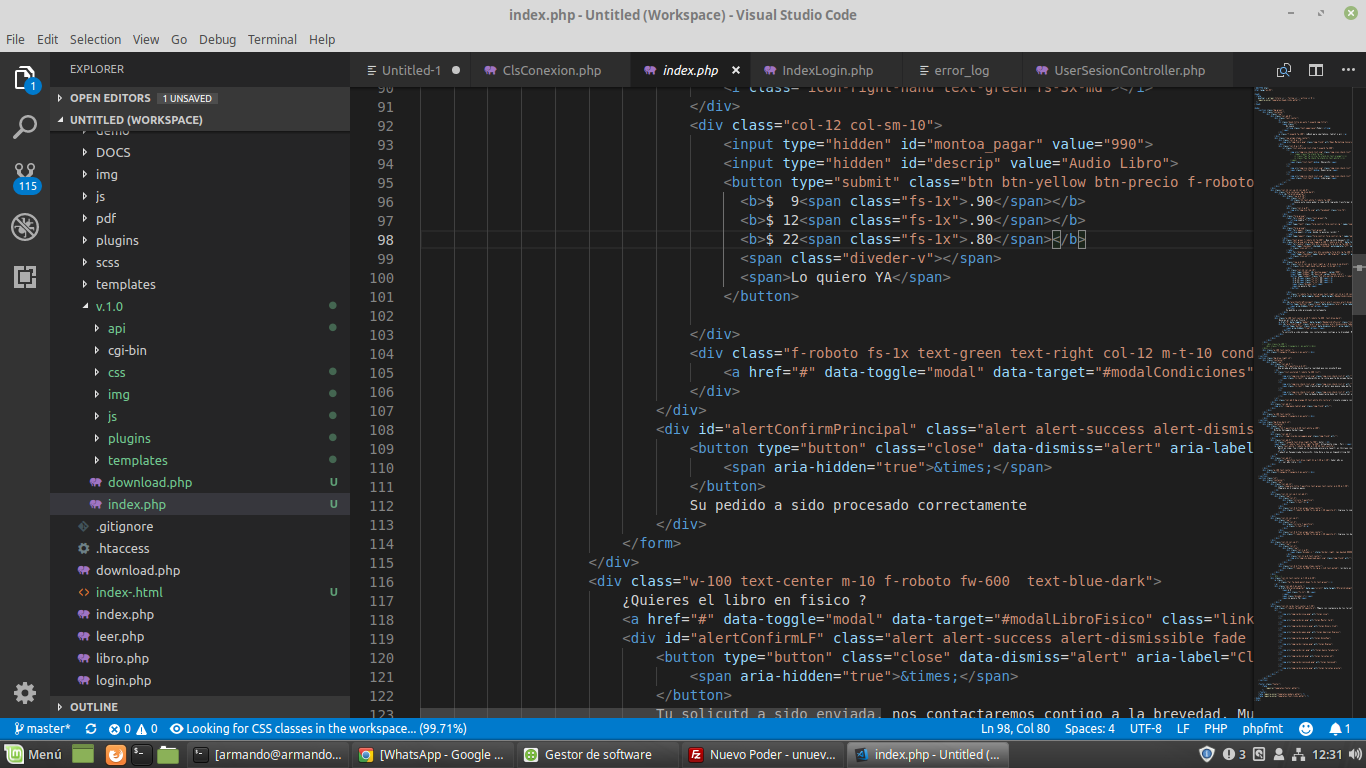 index.php - Untitled (Workspace) - Visual Studio Code
File Edit Selection View Go Debug Terminal Help
EXPLORER
Untitled-1 ClsConexion.php index.php IndexLogin.php error_log UserSesionController.php
OPEN EDITORS 1 UNSAVED
UNTITLED (WORKSPACE)
demo
DOCS
img
js
pdf
plugins
scss
templates
v.1.0
api
cgi-bin
css
img
js
plugins
templates
download.php U
index.php U
.gitignore
.htaccess
download.php
index-.html U
index.php
leer.php
libro.php
login.php
OUTLINE
1
115
90 <i class="icon-right-hand text-green fs-3x-md"></i>
91 </div>
92 <div class="col-12 col-sm-10">
93 <input type="hidden" id="montoa_pagar" value="990">
94 <input type="hidden" id="descrip" value="Audio Libro">
95 <button type="submit" class="btn btn-yellow btn-precio f-roboto
96 <b>$  9<span class="fs-1x">.90</span></b>
97 <b>$ 12<span class="fs-1x">.90</span></b>
98 <b>$ 22<span class="fs-1x">.80</span></b>
99 <span class="diveder-v"></span>
100 <span>Lo quiero YA</span>
101 </button>
102
103 </div>
104 <div class="f-roboto fs-1x text-green text-right col-12 m-t-10 cond
105 <a href="#" data-toggle="modal" data-target="#modalCondiciones"
106 </div>
107 </div>
108 <div id="alertConfirmPrincipal" class="alert alert-success alert-dismis
109 <button type="button" class="close" data-dismiss="alert" aria-label
110 <span aria-hidden="true">&times;</span>
111 </button>
112 Su pedido a sido procesado correctamente
113 </div>
114 </form>
115 </div>
116 <div class="w-100 text-center m-10 f-roboto fw-600  text-blue-dark">
117 ¿Quieres el libro en fisico ?
118 <a href="#" data-toggle="modal" data-target="#modalLibroFisico" class="link
119 <div id="alertConfirmLF" class="alert alert-success alert-dismissible fade
120 <button type="button" class="close" data-dismiss="alert" aria-label="Cl
121 <span aria-hidden="true">&times;</span>
122 </button>
123 Tu solicutd a sido enviada, nos contactaremos contigo a la brevedad. Mu
master* 0 0 Looking for CSS classes in the workspace... (99.71%) Ln 98, Col 80 Spaces: 4 UTF-8 LF PHP phpfmt 1
Menú [armando@armando... [WhatsApp - Google ... Gestor de software Nuevo Poder - unuev... index.php - Untitled (... 3 12:31